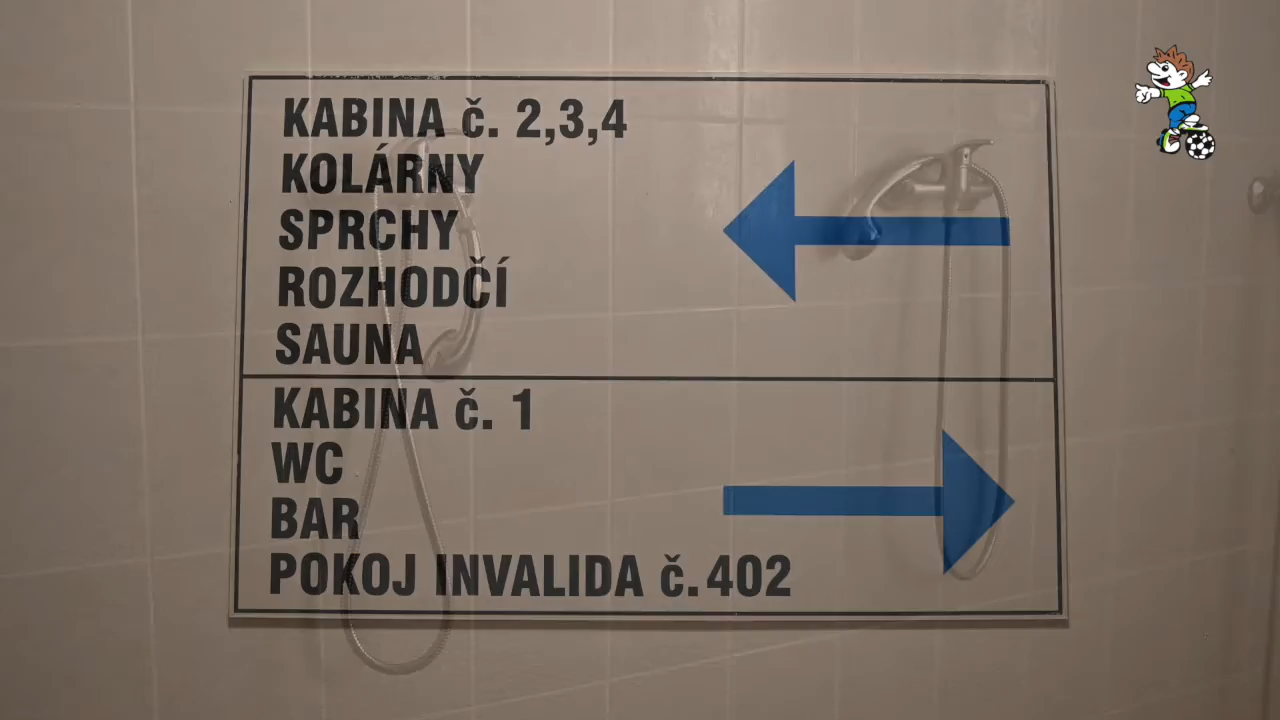 KABINA č. 2,3,4
KOLÁRNY
SPRCHY
ROZHODČÍ
SAUNA
KABINA č. 1
WC
BAR
POKOJ INVALIDA č. 402